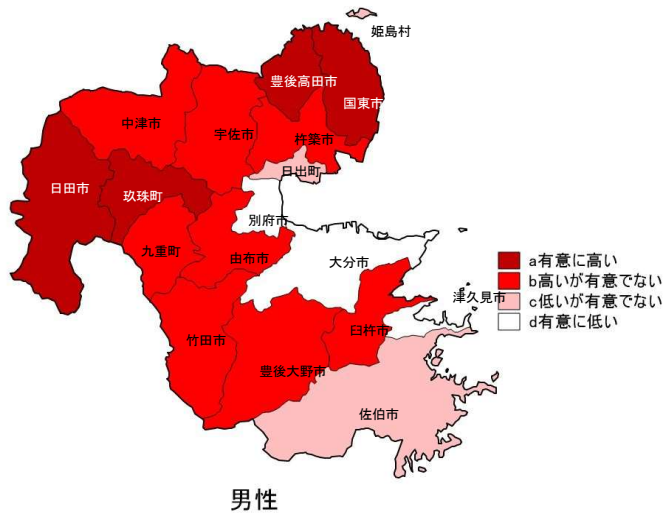 姫島村
豊後高田市
国東市
中津市
宇佐市
杵築市
日出町
日田市
玖珠町
別府市
九重町
由布市
大分市
a有意に高い
b高いが有意でない
c低いが有意でない
d有意に低い
津久見市
臼杵市
竹田市
豊後大野市
佐伯市
男性